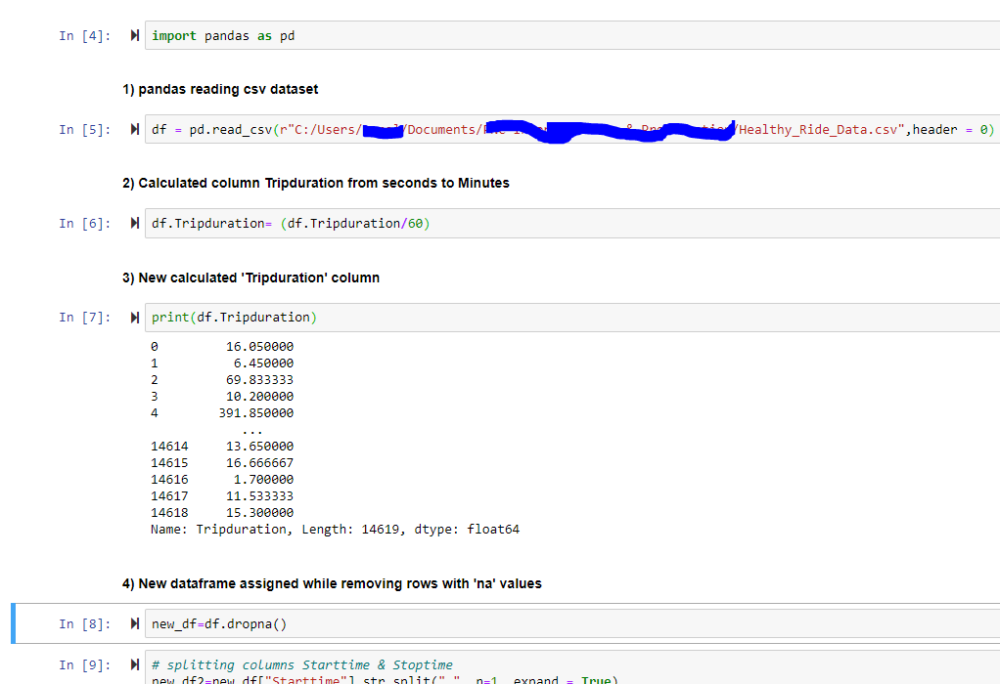 In [4]: import pandas as pd
1) pandas reading csv dataset
In [5]: df = pd.read_csv(r"C:/Users/ /Documents/ & /Healthy_Ride_Data.csv",header = 0)
2) Calculated column Tripduration from seconds to Minutes
In [6]: df.Tripduration= (df.Tripduration/60)
3) New calculated 'Tripduration' column
In [7]: print(df.Tripduration)
0 16.050000
1 6.450000
2 69.833333
3 10.200000
4 391.850000
...
14614 13.650000
14615 16.666667
14616 1.700000
14617 11.533333
14618 15.300000
Name: Tripduration, Length: 14619, dtype: float64
4) New dataframe assigned while removing rows with 'na' values
In [8]: new_df=df.dropna()
In [9]: # splitting columns Starttime & Stoptime
new_df2=new_df["Starttime"].str.split(" ", n=1, expand = True)